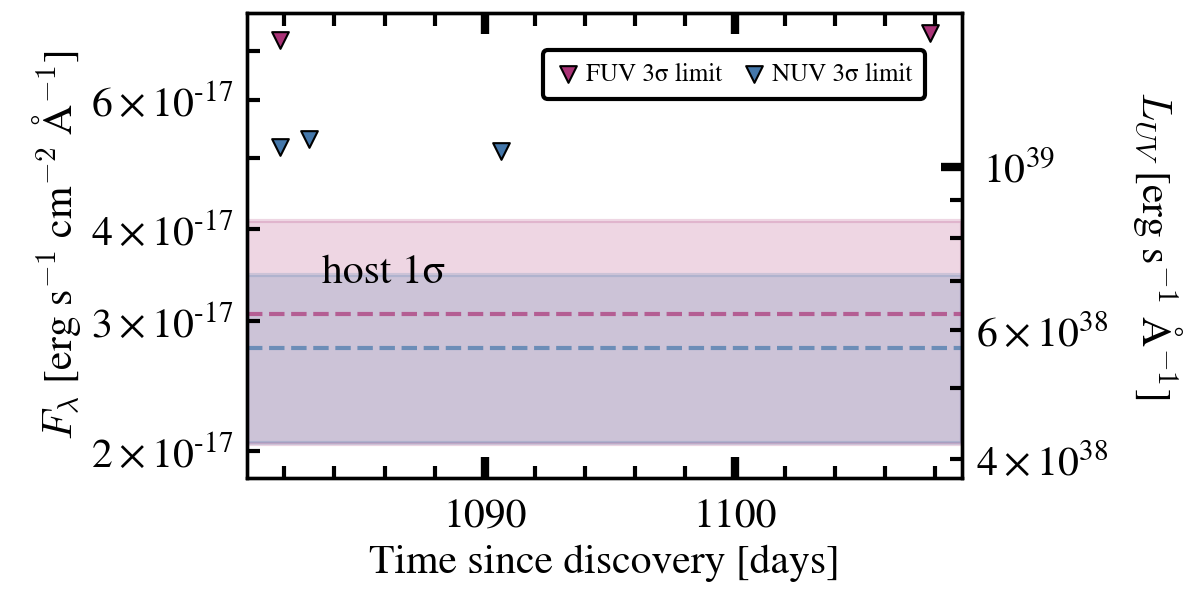 FUV 3σ limit NUV 3σ limit
6×10⁻¹⁷
4×10⁻¹⁷
3×10⁻¹⁷
2×10⁻¹⁷
F_λ [erg s⁻¹ cm⁻² Å⁻¹]
host 1σ
10³⁹
6×10³⁸
4×10³⁸
L_UV [erg s⁻¹ Å⁻¹]
1090 1100
Time since discovery [days]